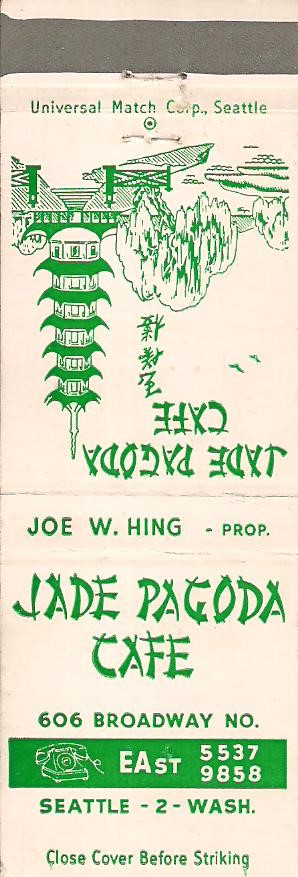 Universal Match Corp., Seattle
JADE PAGODA
CAFE
JOE W. HING - PROP.
JADE PAGODA
CAFE
606 BROADWAY NO.
EAST 5537
9858
SEATTLE - 2 - WASH.
Close Cover Before Striking